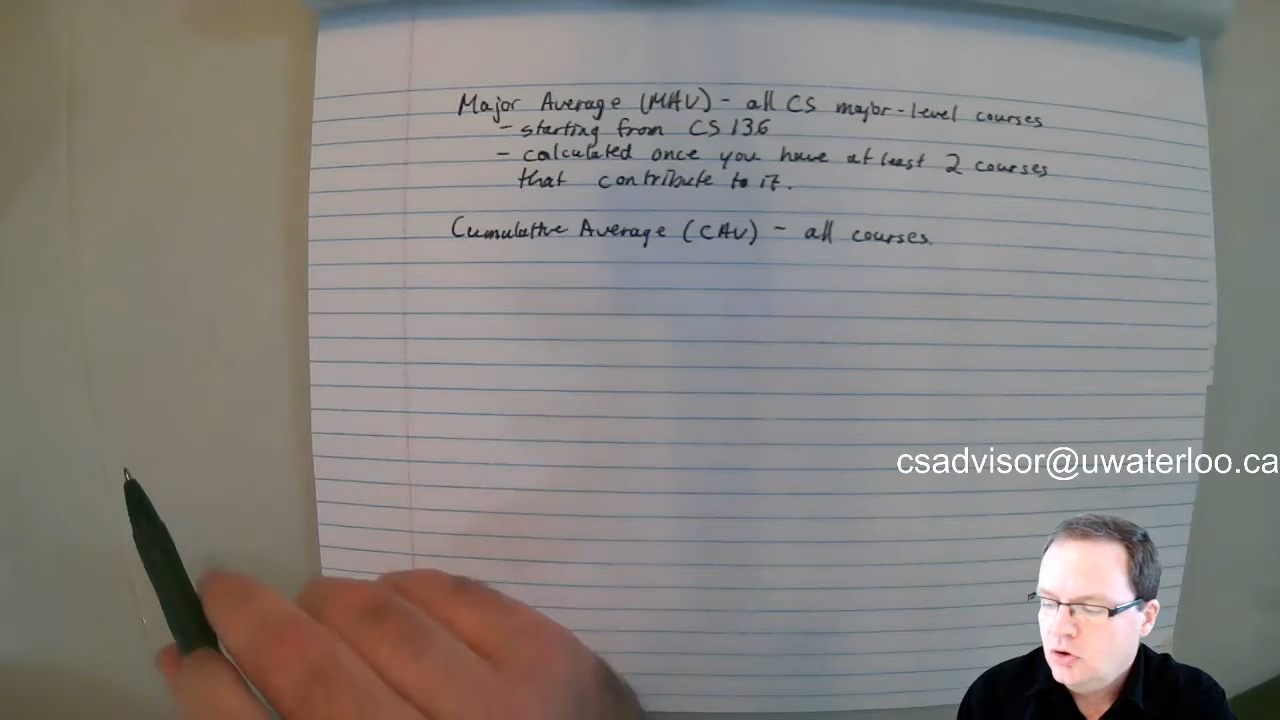 Major Average (MAV) - all CS major-level courses
- starting from CS 136
- calculated once you have at least 2 courses
that contribute to it.
Cumulative Average (CAV) - all courses.
csadvisor@uwaterloo.ca